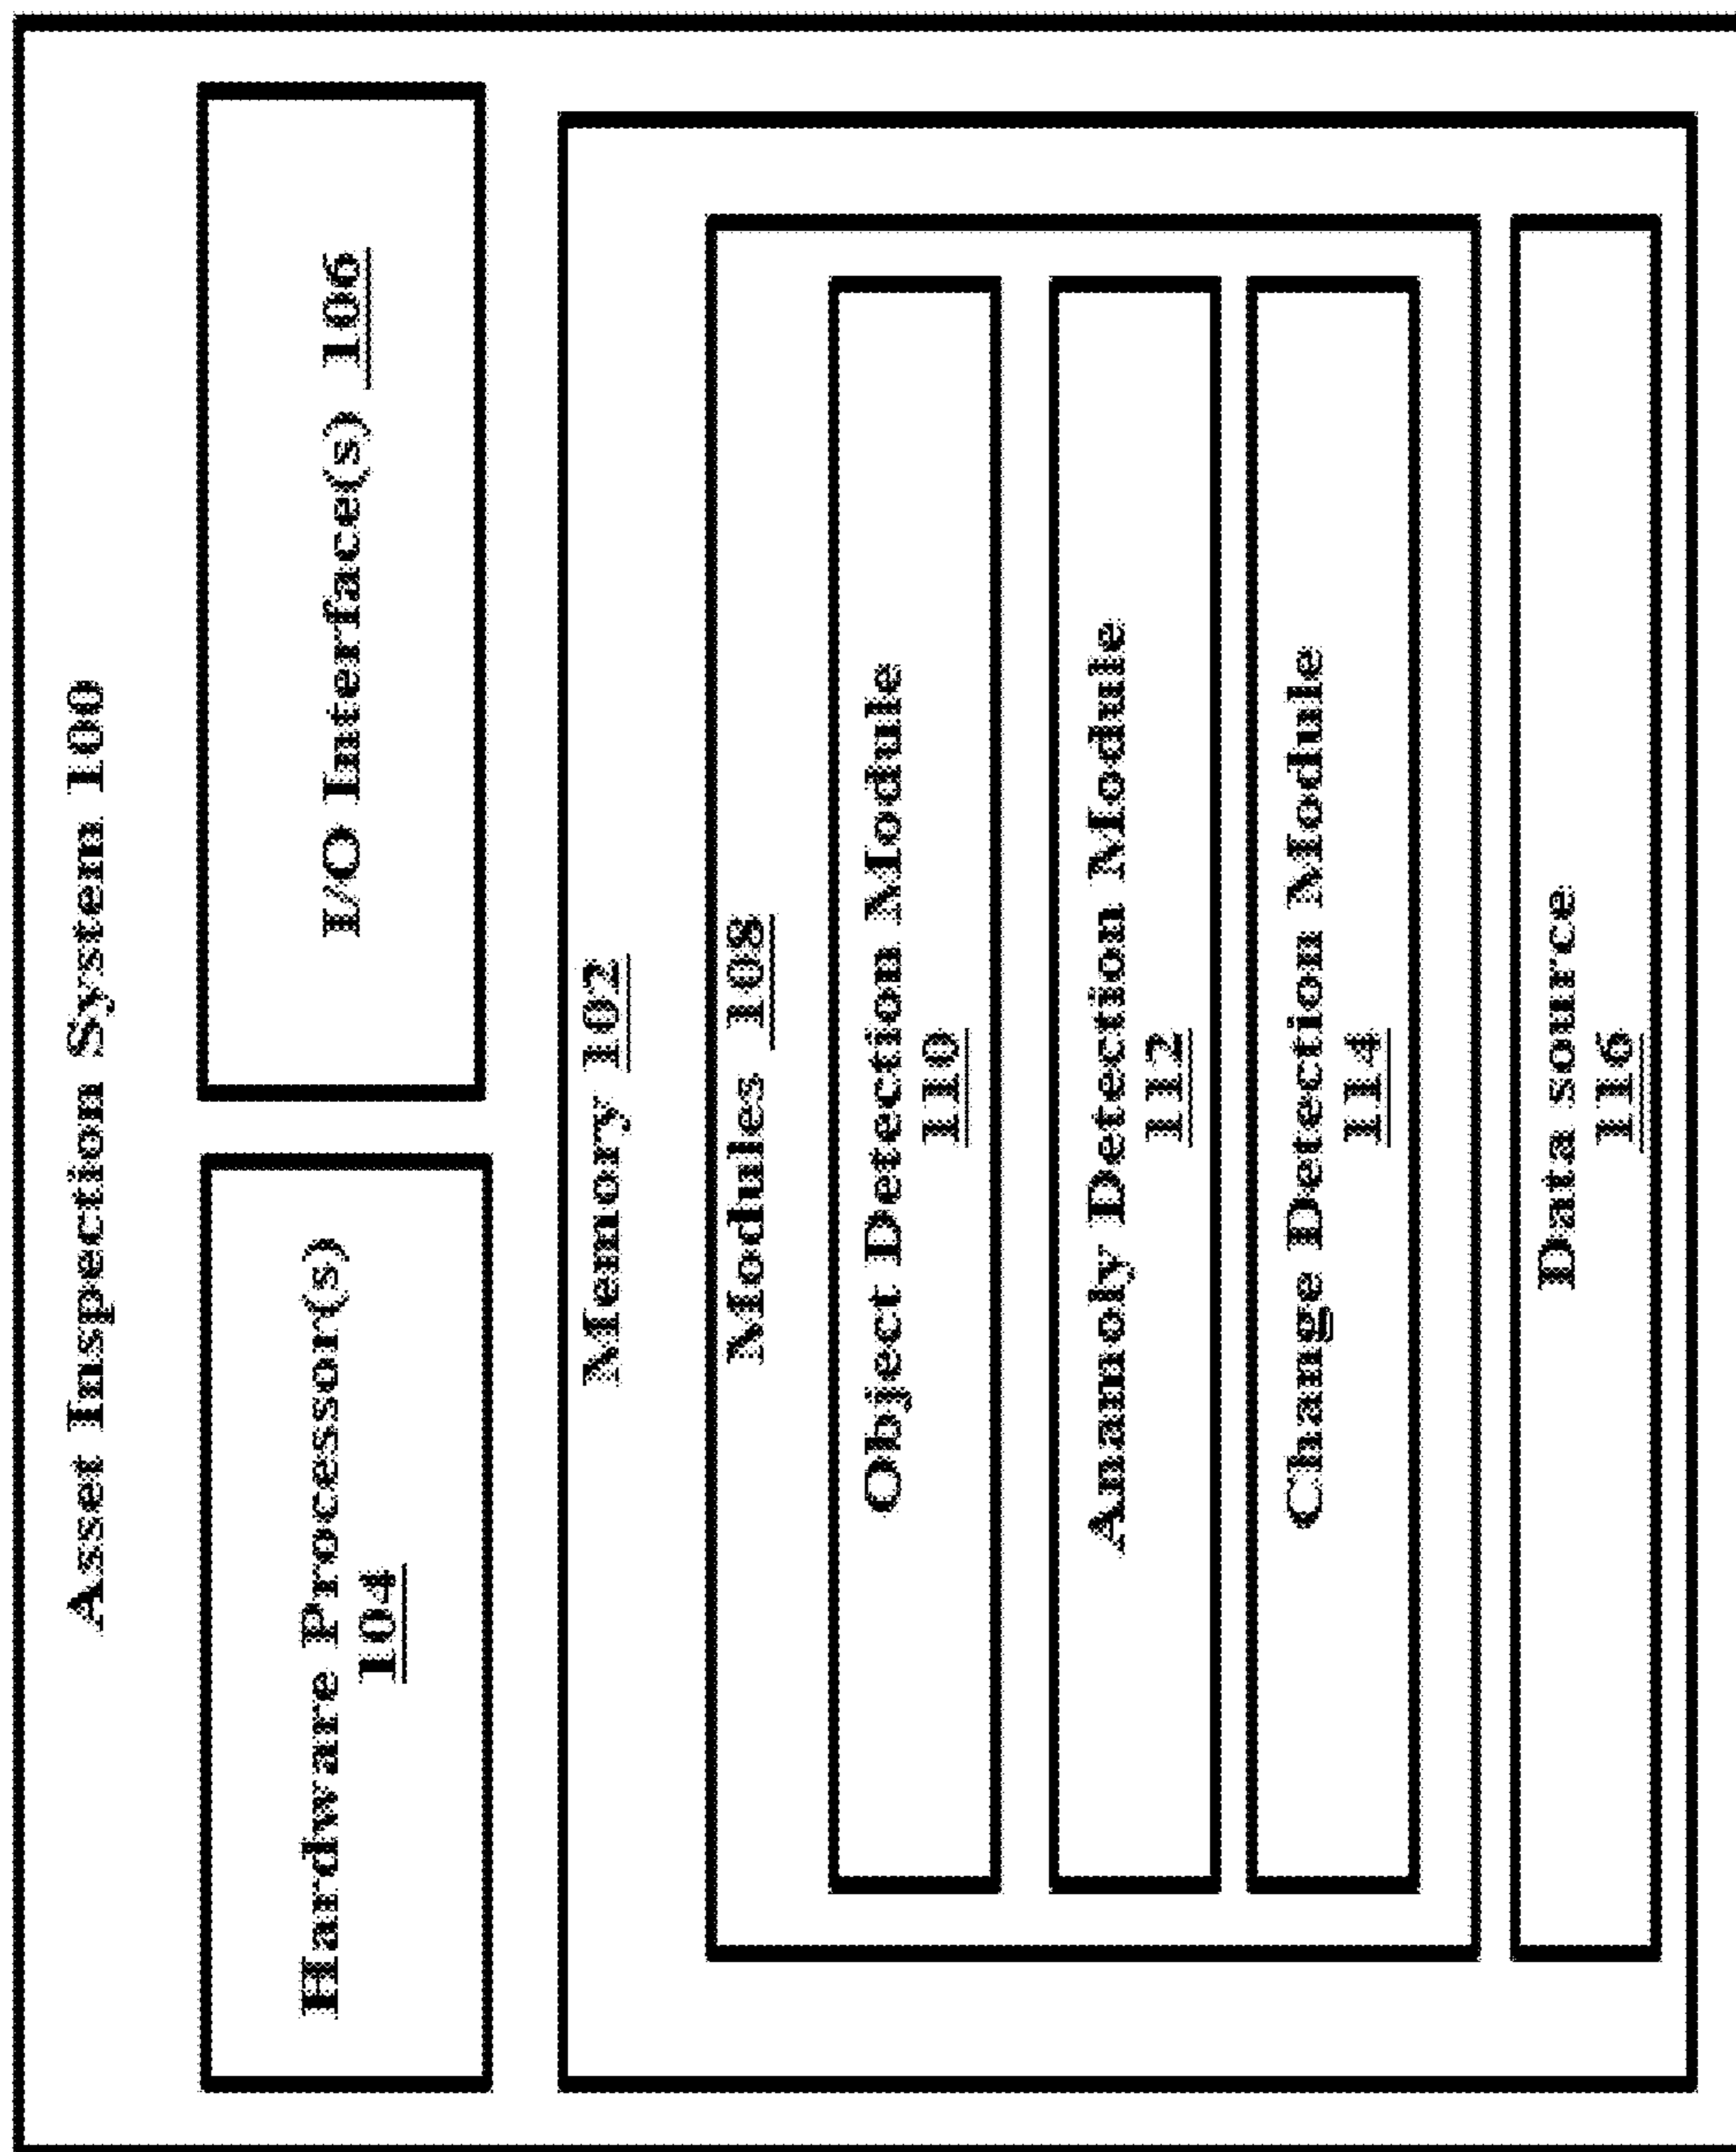 Asset Inspection System 100
Hardware Processor(s)
104
I/O Interface(s) 106
Memory 102
Modules 108
Object Detection Module
110
Anamoly Detection Module
112
Change Detection Module
114
Data source
116